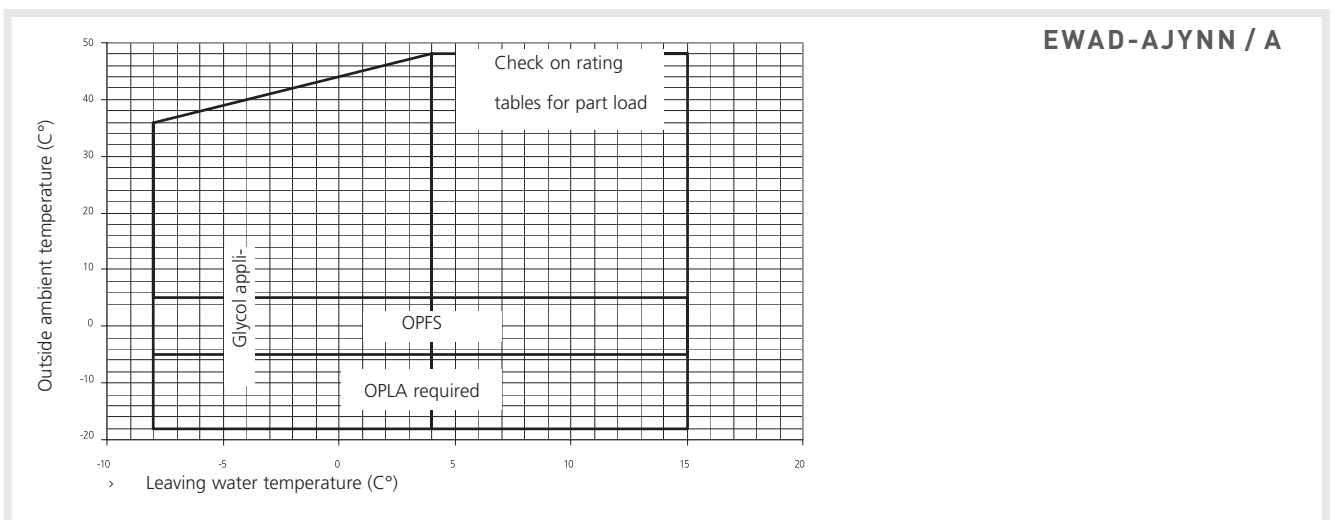 EWAD-AJYNN / A
50
40
30
20
10
0
-10
-20
Outside ambient temperature (C°)
Check on rating
tables for part load
Glycol appli-
OPFS
OPLA required
-10
-5
0
5
10
15
20
› Leaving water temperature (C°)